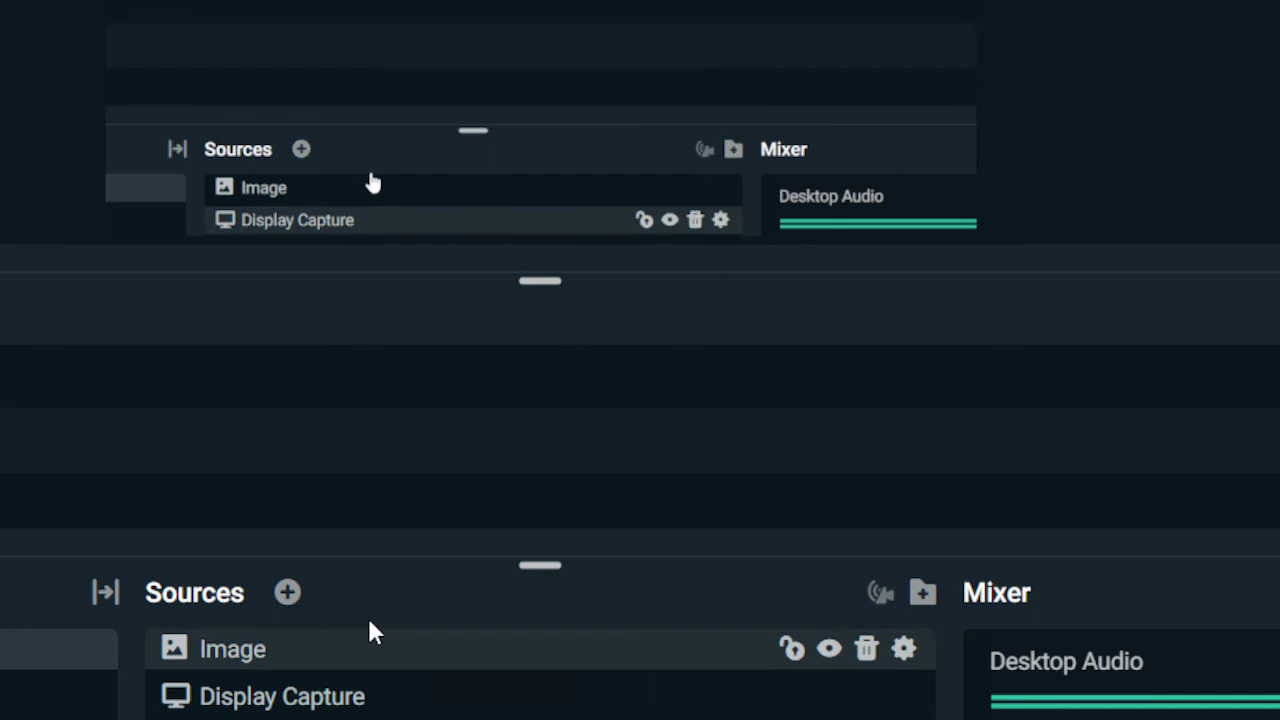 Sources
Mixer
Image
Desktop Audio
Display Capture
Sources
Mixer
Image
Desktop Audio
Display Capture